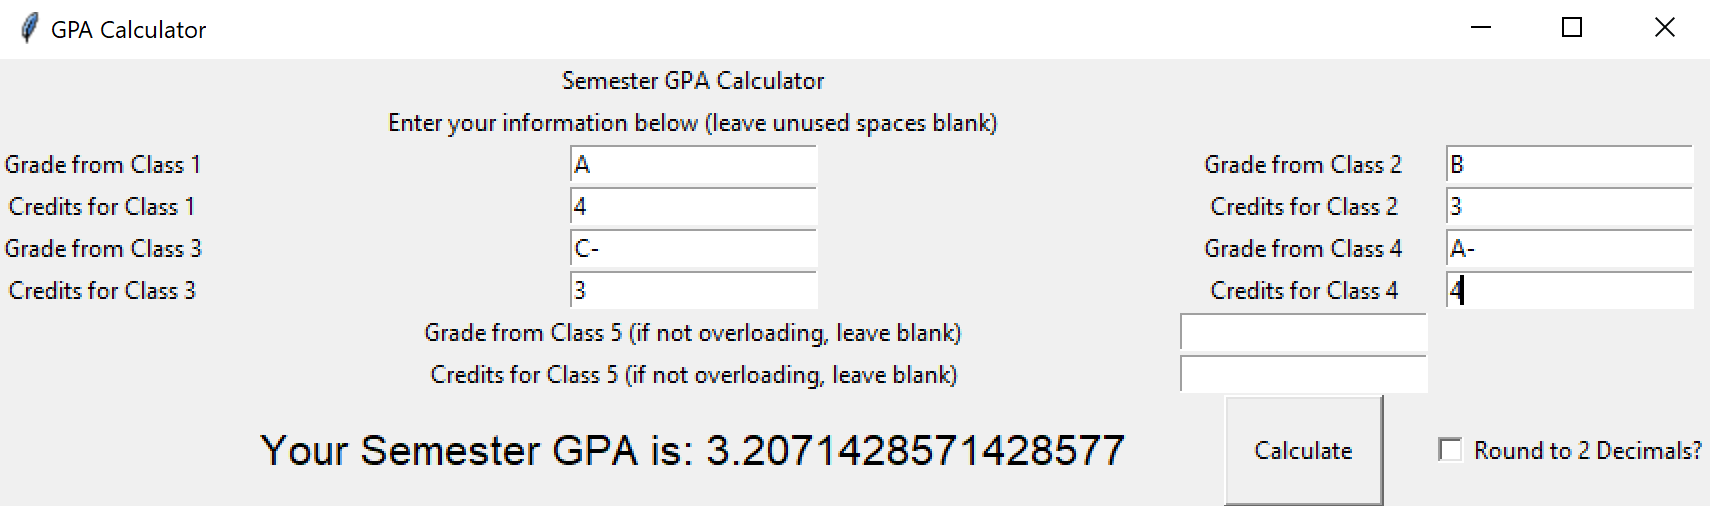 GPA Calculator
Semester GPA Calculator
Enter your information below (leave unused spaces blank)
Grade from Class 1 A Grade from Class 2 B
Credits for Class 1 4 Credits for Class 2 3
Grade from Class 3 C- Grade from Class 4 A-
Credits for Class 3 3 Credits for Class 4 4
Grade from Class 5 (if not overloading, leave blank)
Credits for Class 5 (if not overloading, leave blank)
Your Semester GPA is: 3.2071428571428577 Calculate Round to 2 Decimals?